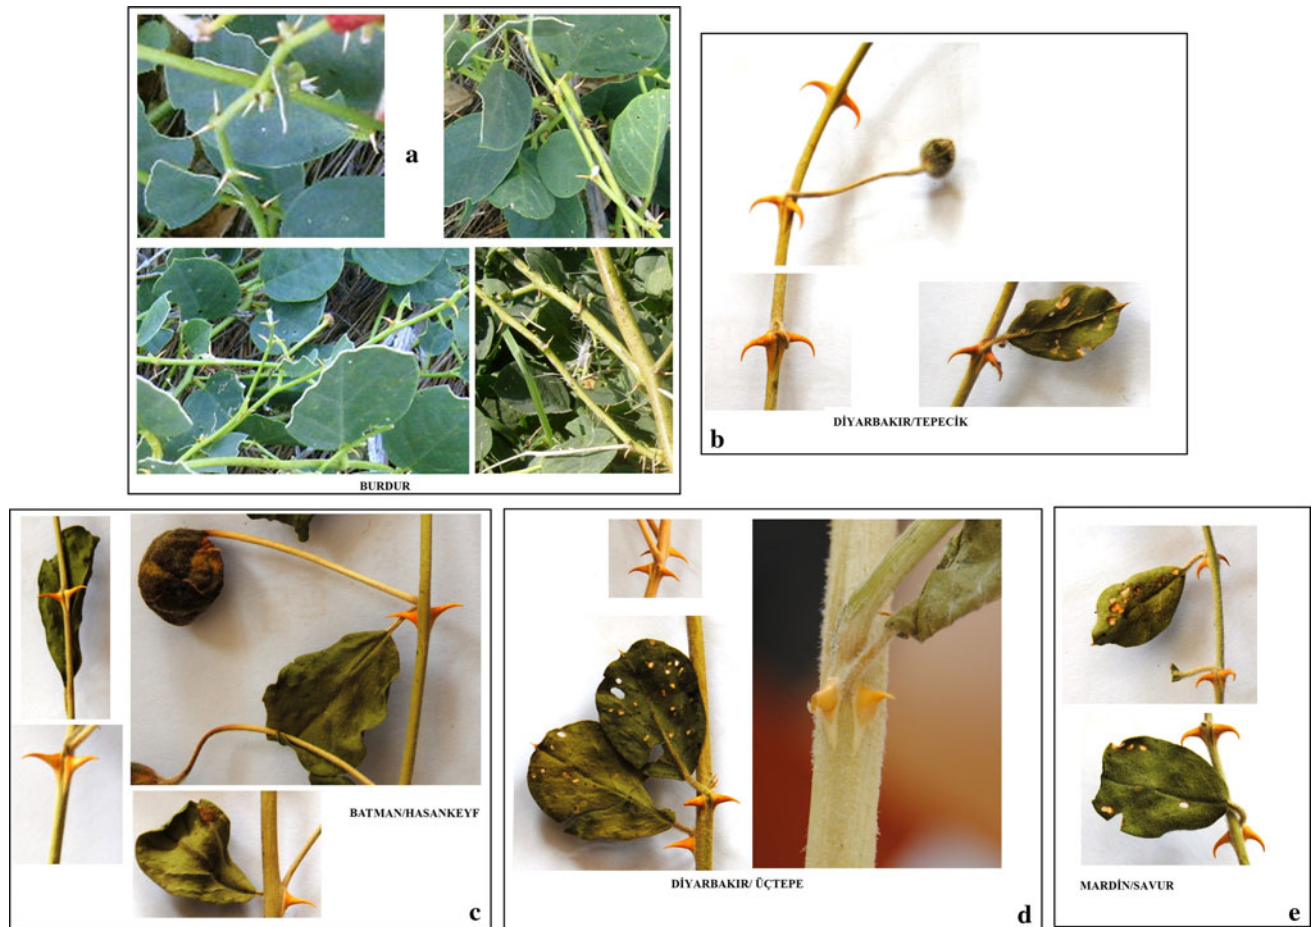 a
BURDUR
DİYARBAKIR/TEPECİK
b
BATMAN/HASANKEYF
c
DİYARBAKIR/ ÜÇTEPE
d
MARDİN/SAVUR
e